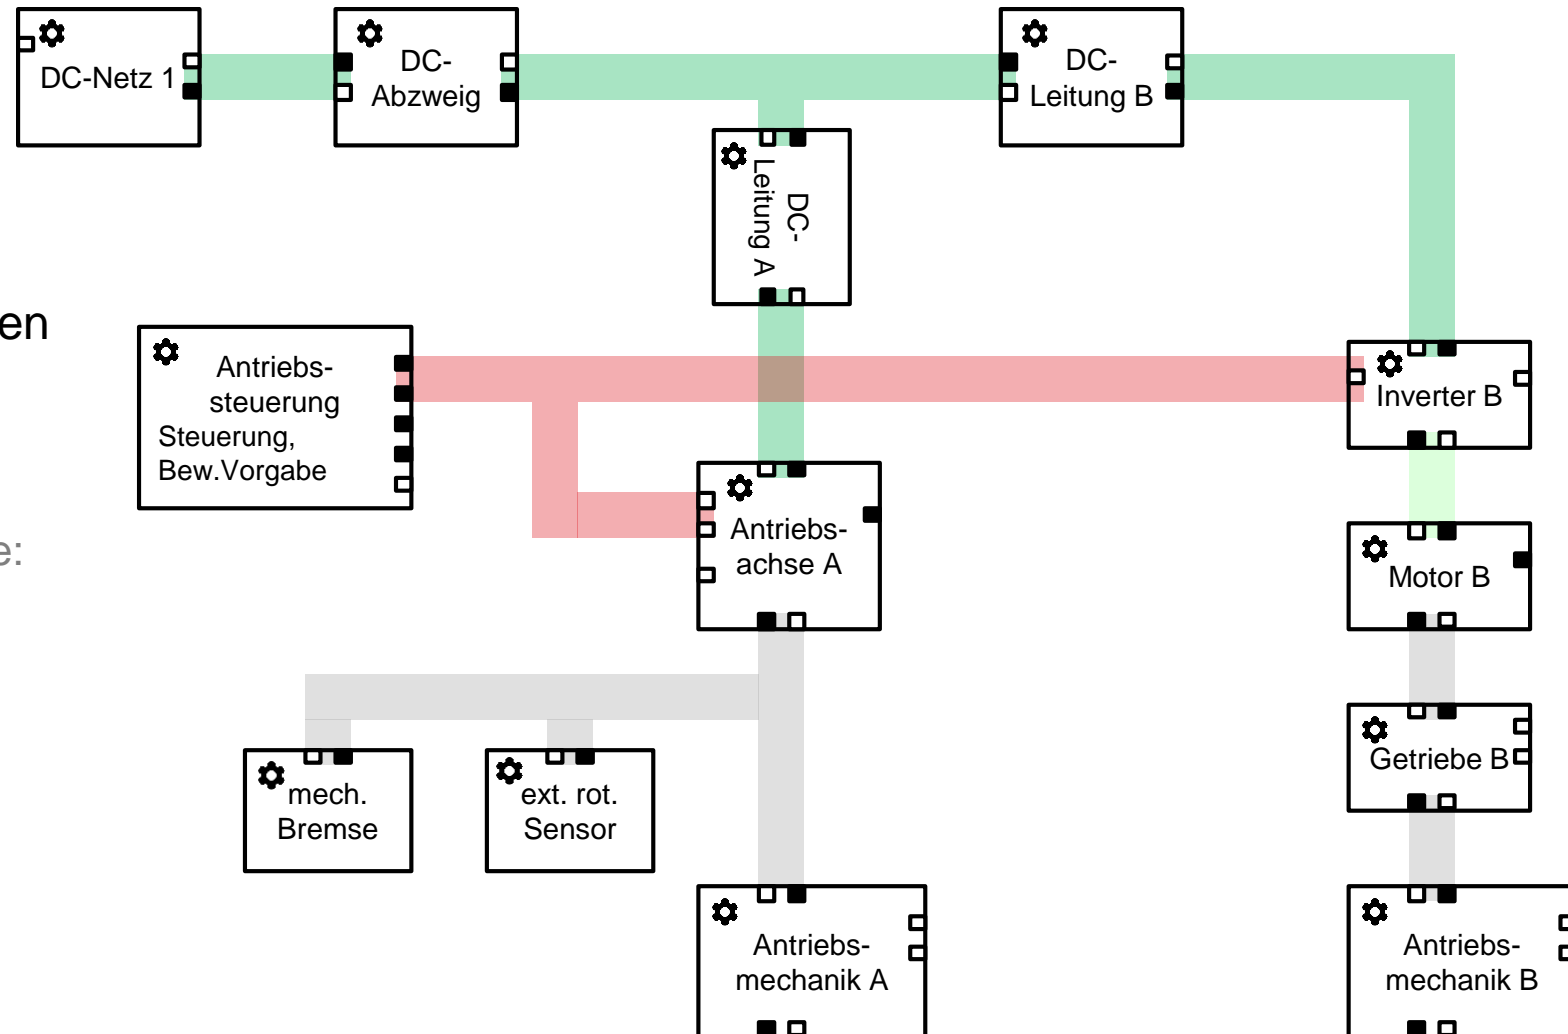 DC-Netz 1
DC-
Abzweig
DC-
Leitung B
DC-
Leitung A
en
Antriebs-
steuerung
Steuerung,
Bew.Vorgabe
Inverter B
e:
Antriebs-
achse A
Motor B
Getriebe B
mech.
Bremse
ext. rot.
Sensor
Antriebs-
mechanik A
Antriebs-
mechanik B